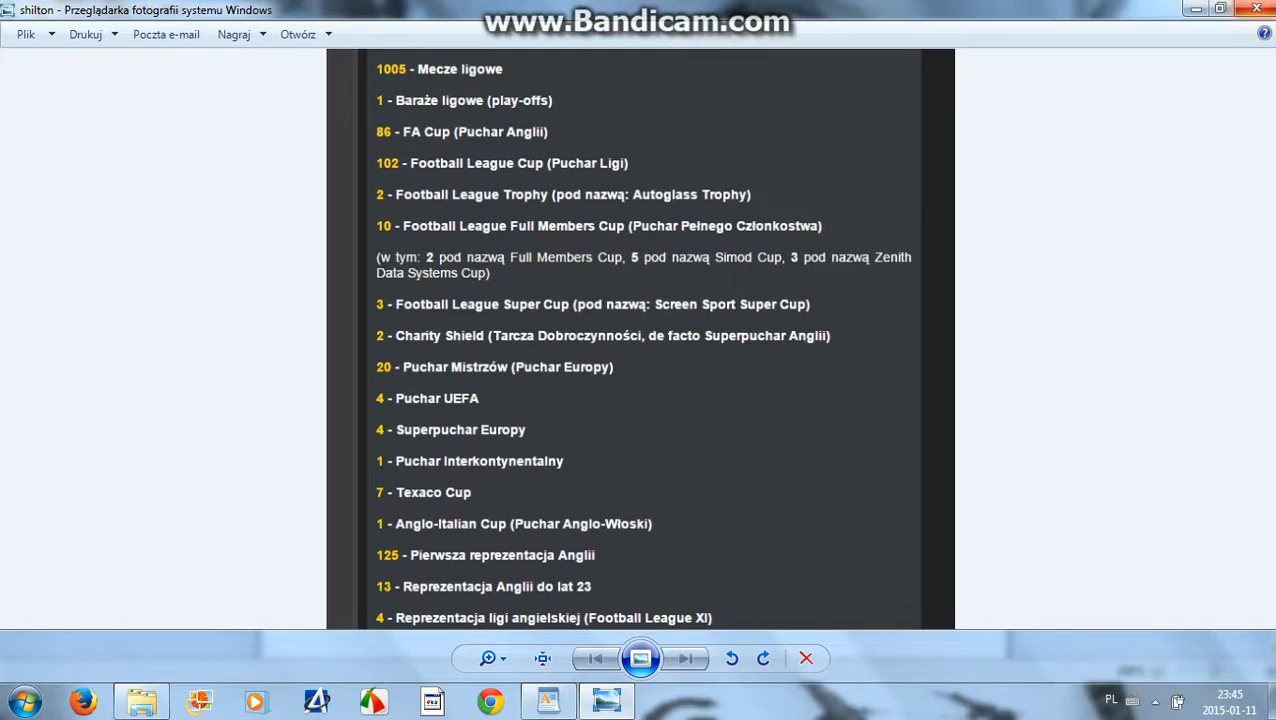 shilton - Przeglądarka fotografii systemu Windows
www.Bandicam.com
Plik Drukuj Poczta e-mail Nagraj Otwórz
1005 - Mecze ligowe
1 - Baraże ligowe (play-offs)
86 - FA Cup (Puchar Anglii)
102 - Football League Cup (Puchar Ligi)
2 - Football League Trophy (pod nazwą: Autoglass Trophy)
10 - Football League Full Members Cup (Puchar Pełnego Członkostwa)
(w tym: 2 pod nazwą Full Members Cup, 5 pod nazwą Simod Cup, 3 pod nazwą Zenith
Data Systems Cup)
3 - Football League Super Cup (pod nazwą: Screen Sport Super Cup)
2 - Charity Shield (Tarcza Dobroczynności, de facto Superpuchar Anglii)
20 - Puchar Mistrzów (Puchar Europy)
4 - Puchar UEFA
4 - Superpuchar Europy
1 - Puchar Interkontynentalny
7 - Texaco Cup
1 - Anglo-Italian Cup (Puchar Anglo-Włoski)
125 - Pierwsza reprezentacja Anglii
13 - Reprezentacja Anglii do lat 23
4 - Reprezentacja ligi angielskiej (Football League XI)
PL
23:45
2015-01-11